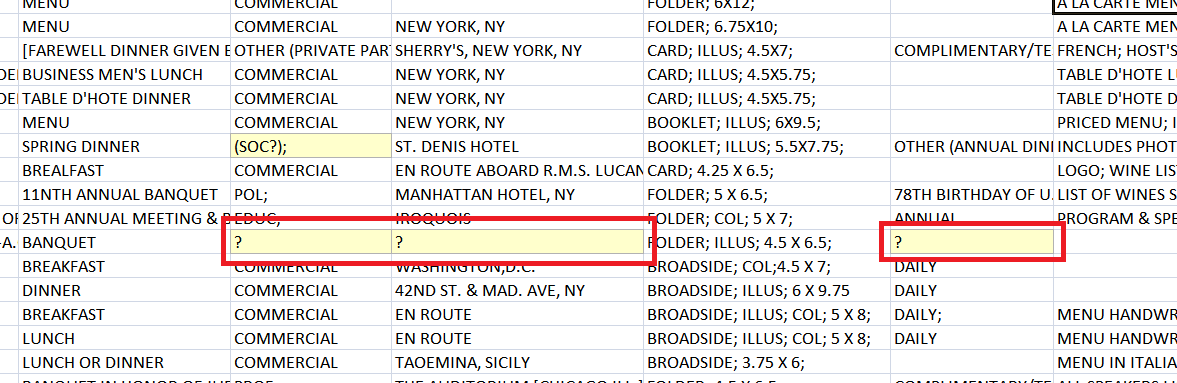 MENU COMMERCIAL FOLDER; 6X12; A LA CARTE MEN
MENU COMMERCIAL NEW YORK, NY FOLDER; 6.75X10; A LA CARTE MEN
[FAREWELL DINNER GIVEN E OTHER (PRIVATE PAR SHERRY'S, NEW YORK, NY CARD; ILLUS; 4.5X7; COMPLIMENTARY/TE FRENCH; HOST'S
DE BUSINESS MEN'S LUNCH COMMERCIAL NEW YORK, NY CARD; ILLUS; 4.5X5.75; TABLE D'HOTE L
DE TABLE D'HOTE DINNER COMMERCIAL NEW YORK, NY CARD; ILLUS; 4.5X5.75; TABLE D'HOTE D
MENU COMMERCIAL NEW YORK, NY BOOKLET; ILLUS; 6X9.5; PRICED MENU; I
SPRING DINNER (SOC?); ST. DENIS HOTEL BOOKLET; ILLUS; 5.5X7.75; OTHER (ANNUAL DIN INCLUDES PHOT
BREALFAST COMMERCIAL EN ROUTE ABOARD R.M.S. LUCAN CARD; 4.25 X 6.5; LOGO; WINE LIS
11NTH ANNUAL BANQUET POL; MANHATTAN HOTEL, NY FOLDER; 5 X 6.5; 78TH BIRTHDAY OF U. LIST OF WINES S
OF 25TH ANNUAL MEETING & B EDUC; IROQUOIS FOLDER; COL; 5 X 7; ANNUAL PROGRAM & SPE
-A. BANQUET ? ? FOLDER; ILLUS; 4.5 X 6.5; ?
BREAKFAST COMMERCIAL WASHINGTON,D.C. BROADSIDE; COL;4.5 X 7; DAILY
DINNER COMMERCIAL 42ND ST. & MAD. AVE, NY BROADSIDE; ILLUS; 6 X 9.75 DAILY
BREAKFAST COMMERCIAL EN ROUTE BROADSIDE; ILLUS; COL; 5 X 8; DAILY; MENU HANDWR
LUNCH COMMERCIAL EN ROUTE BROADSIDE; ILLUS; COL; 5 X 8; DAILY MENU HANDWR
LUNCH OR DINNER COMMERCIAL TAOEMINA, SICILY BROADSIDE; 3.75 X 6; MENU IN ITALIA